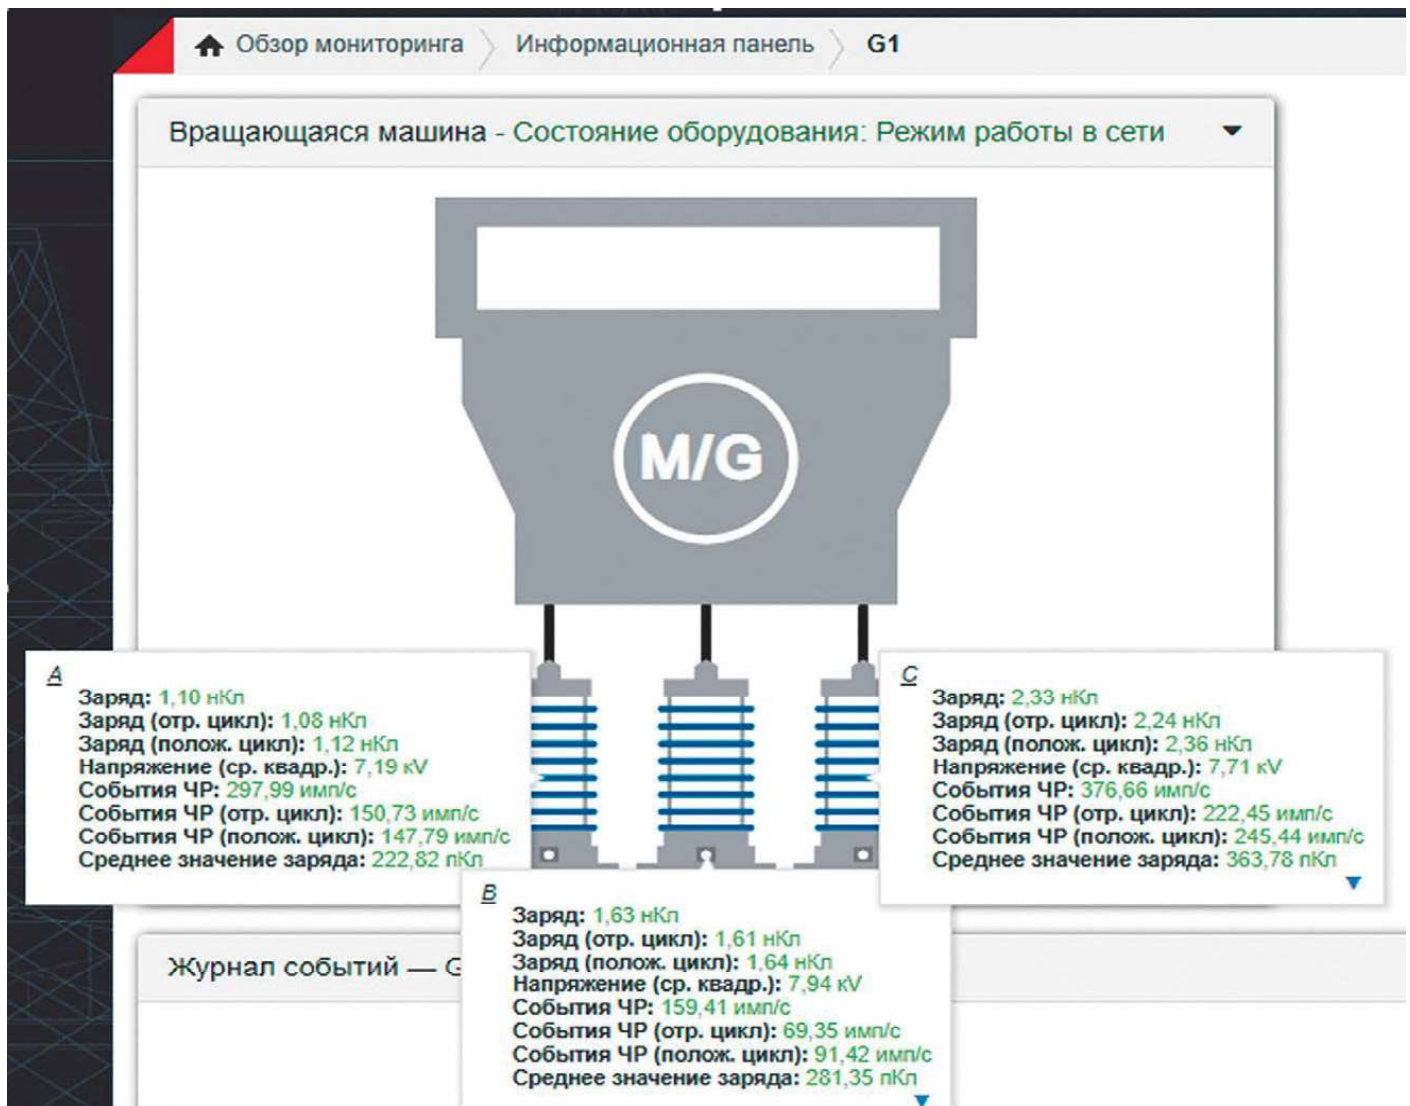 Обзор мониторинга Информационная панель G1
Вращающаяся машина - Состояние оборудования: Режим работы в сети
M/G
A
Заряд: 1,10 нКл
Заряд (отр. цикл): 1,08 нКл
Заряд (полож. цикл): 1,12 нКл
Напряжение (ср. квадр.): 7,19 кV
События ЧР: 297,99 имп/с
События ЧР (отр. цикл): 150,73 имп/с
События ЧР (полож. цикл): 147,79 имп/с
Среднее значение заряда: 222,82 пКл
C
Заряд: 2,33 нКл
Заряд (отр. цикл): 2,24 нКл
Заряд (полож. цикл): 2,36 нКл
Напряжение (ср. квадр.): 7,71 кV
События ЧР: 376,66 имп/с
События ЧР (отр. цикл): 222,45 имп/с
События ЧР (полож. цикл): 245,44 имп/с
Среднее значение заряда: 363,78 пКл
B
Заряд: 1,63 нКл
Заряд (отр. цикл): 1,61 нКл
Заряд (полож. цикл): 1,64 нКл
Напряжение (ср. квадр.): 7,94 кV
События ЧР: 159,41 имп/с
События ЧР (отр. цикл): 69,35 имп/с
События ЧР (полож. цикл): 91,42 имп/с
Среднее значение заряда: 281,35 пКл
Журнал событий —